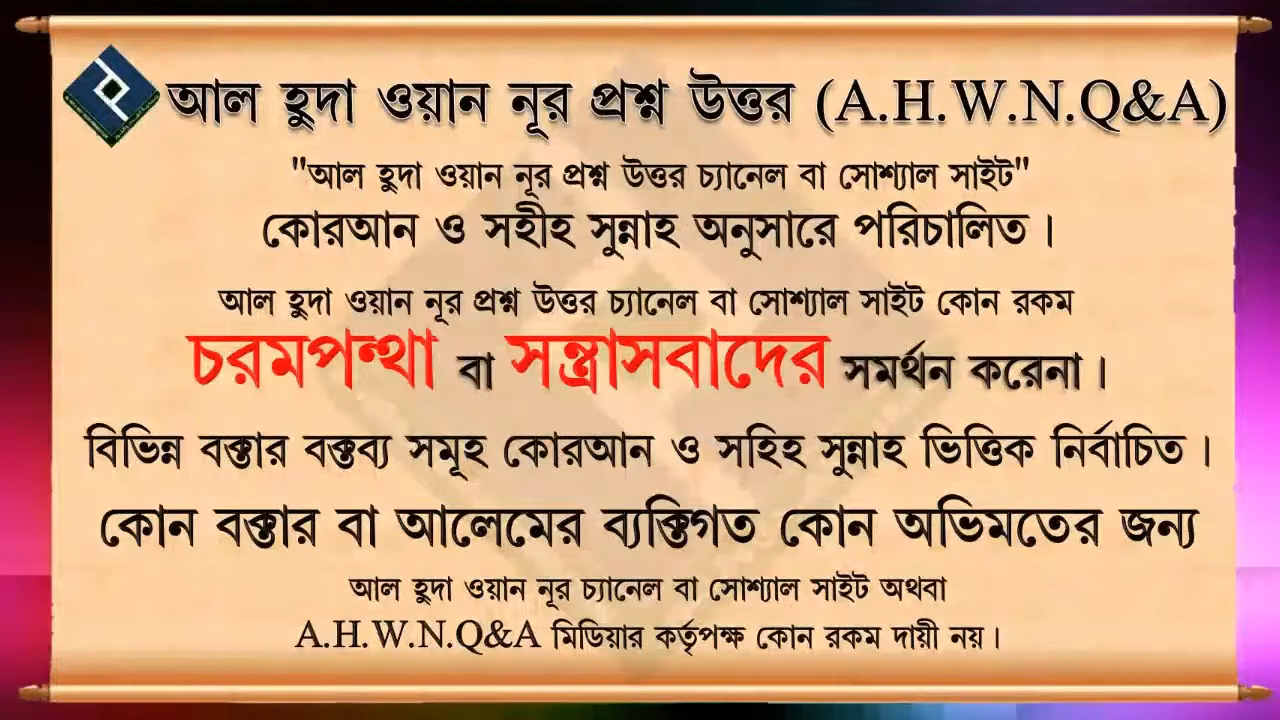 আল হুদা ওয়ান নূর প্রশ্ন উত্তর (A.H.W.N.Q&A)
"আল হুদা ওয়ান নূর প্রশ্ন উত্তর চ্যানেল বা সোশ্যাল সাইট"
কোরআন ও সহীহ সুন্নাহ অনুসারে পরিচালিত।
আল হুদা ওয়ান নূর প্রশ্ন উত্তর চ্যানেল বা সোশ্যাল সাইট কোন রকম
চরমপন্থা বা সন্ত্রাসবাদের সমর্থন করেনা।
বিভিন্ন বক্তার বক্তব্য সমূহ কোরআন ও সহিহ সুন্নাহ ভিত্তিক নির্বাচিত।
কোন বক্তার বা আলেমের ব্যক্তিগত কোন অভিমতের জন্য
আল হুদা ওয়ান নূর চ্যানেল বা সোশ্যাল সাইট অথবা
A.H.W.N.Q&A মিডিয়ার কর্তৃপক্ষ কোন রকম দায়ী নয়।